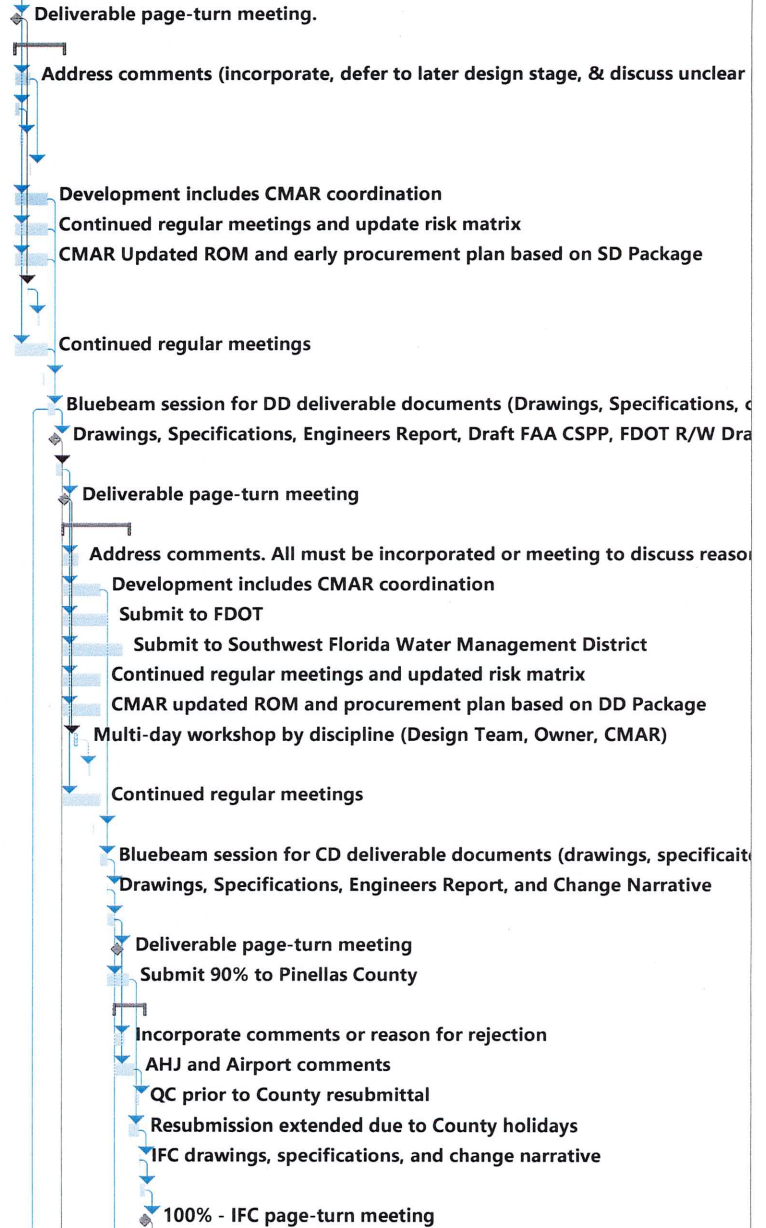 Deliverable page-turn meeting.
Address comments (incorporate, defer to later design stage, & discuss unclear
Development includes CMAR coordination
Continued regular meetings and update risk matrix
CMAR Updated ROM and early procurement plan based on SD Package
Continued regular meetings
Bluebeam session for DD deliverable documents (Drawings, Specifications,
Drawings, Specifications, Engineers Report, Draft FAA CSPP, FDOT R/W Dra
Deliverable page-turn meeting
Address comments. All must be incorporated or meeting to discuss reaso
Development includes CMAR coordination
Submit to FDOT
Submit to Southwest Florida Water Management District
Continued regular meetings and updated risk matrix
CMAR updated ROM and procurement plan based on DD Package
Multi-day workshop by discipline (Design Team, Owner, CMAR)
Continued regular meetings
Bluebeam session for CD deliverable documents (drawings, specificait
Drawings, Specifications, Engineers Report, and Change Narrative
Deliverable page-turn meeting
Submit 90% to Pinellas County
Incorporate comments or reason for rejection
AHJ and Airport comments
QC prior to County resubmittal
Resubmission extended due to County holidays
IFC drawings, specifications, and change narrative
100% - IFC page-turn meeting